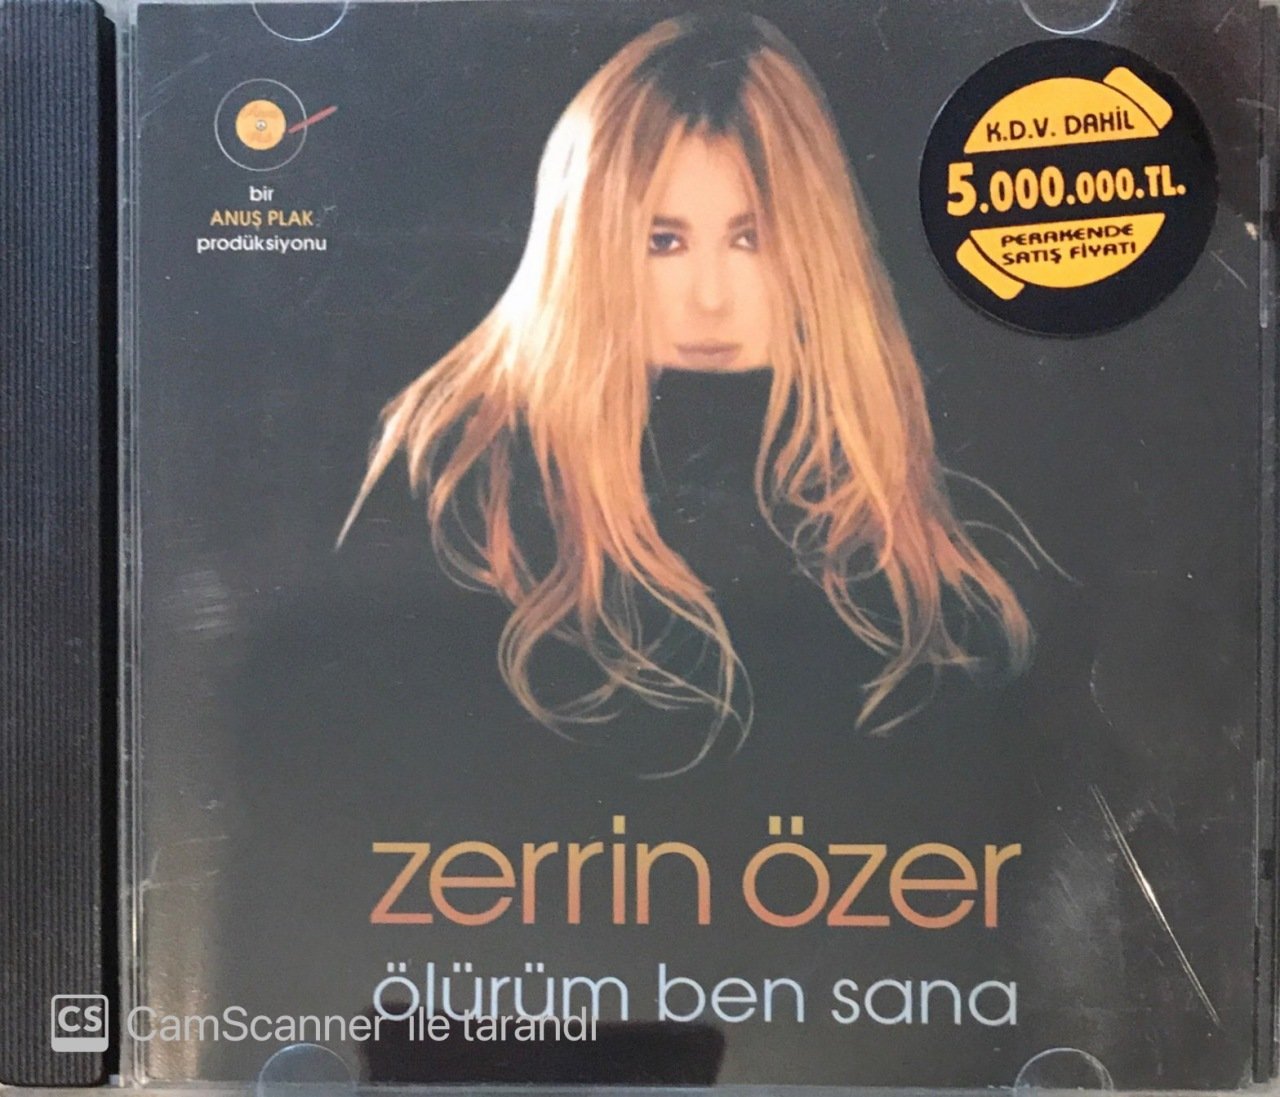 bir
ANUŞ PLAK
prodüksiyonu
K.D.V. DAHİL
5.000.000.TL.
PERAKENDE
SATIŞ FİYATI
zerrin özer
ölürüm ben sana
CS CamScanner ile tarandı